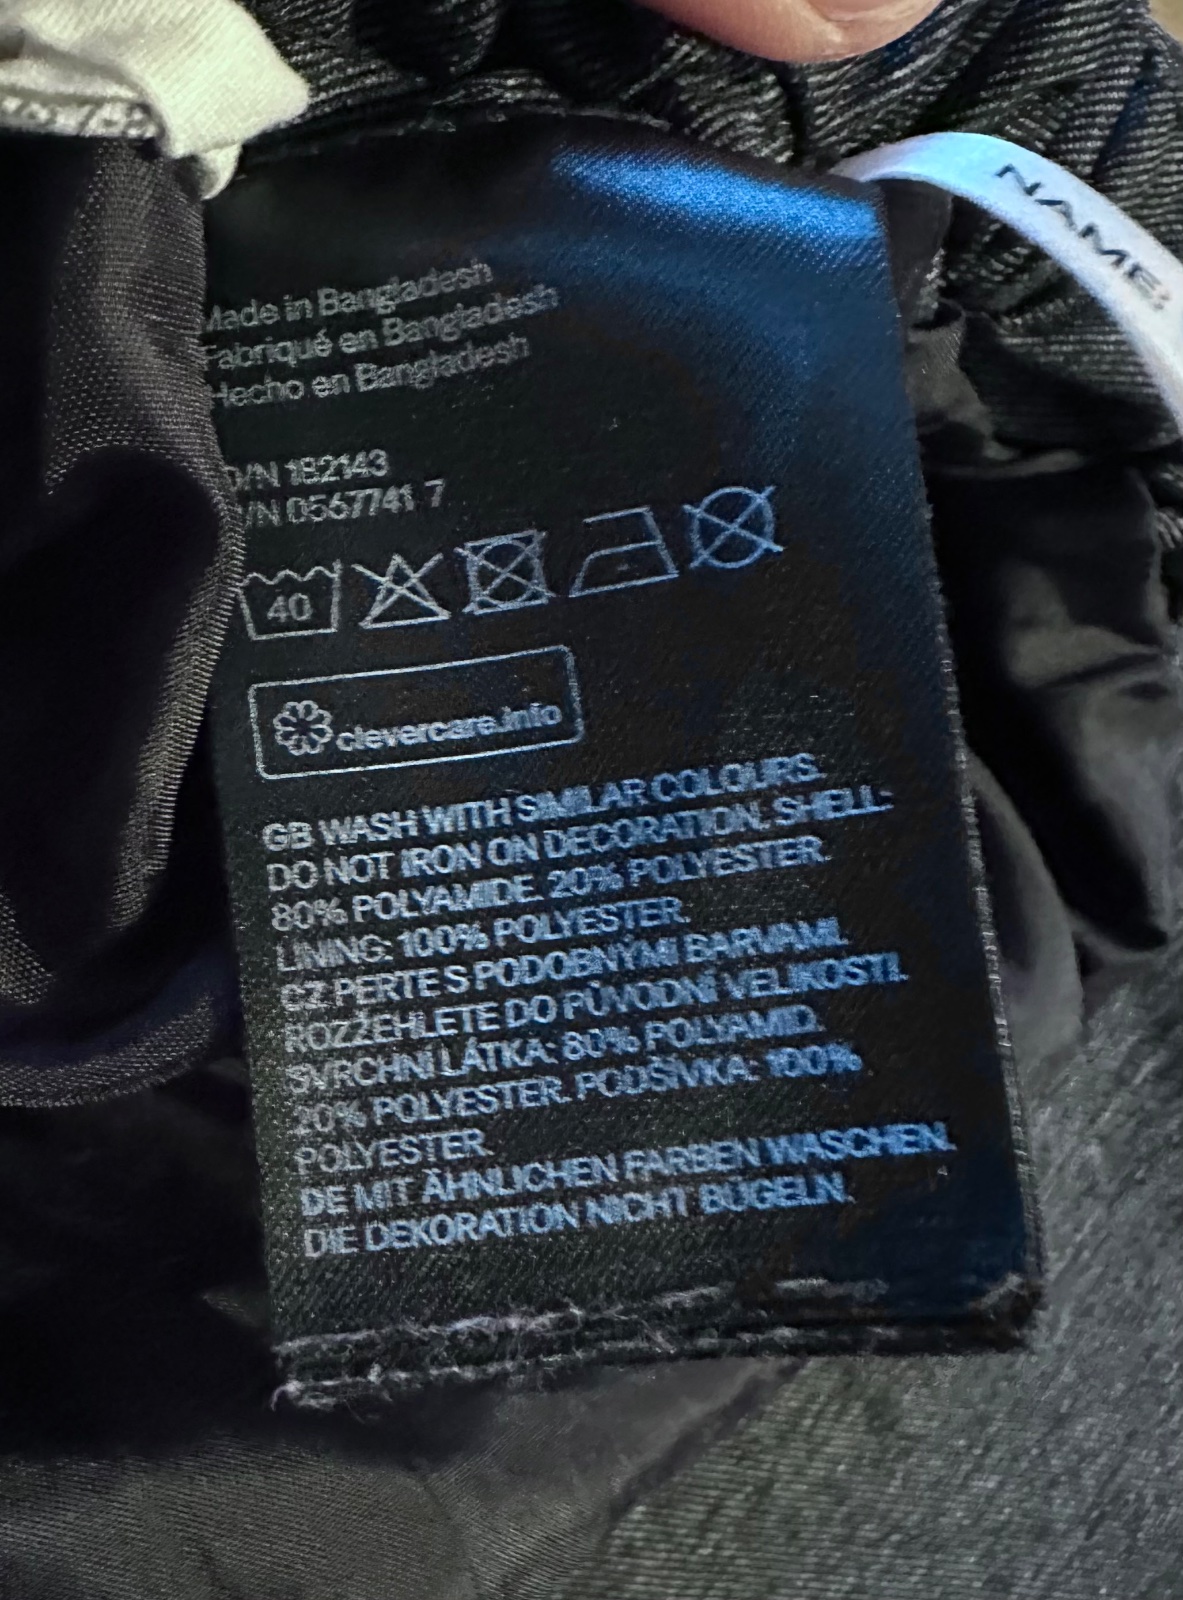 NAME:
Made in Bangladesh
Fabriqué en Bangladesh
Hecho en Bangladesh
O/N 1B2143
V/N 0567741 7
40
clevercare.info
GB WASH WITH SIMILAR COLOURS.
DO NOT IRON ON DECORATION. SHELL:
80% POLYAMIDE. 20% POLYESTER.
LINING: 100% POLYESTER.
CZ PERTE S PODOBNÝMI BARVAMI.
ROZŽEHLETE DO PŮVODNÍ VELIKOSTI.
SVRCHNÍ LÁTKA: 80% POLYAMID.
20% POLYESTER. PODŠÍVKA: 100%
POLYESTER.
DE MIT ÄHNLICHEN FARBEN WASCHEN.
DIE DEKORATION NICHT BÜGELN.